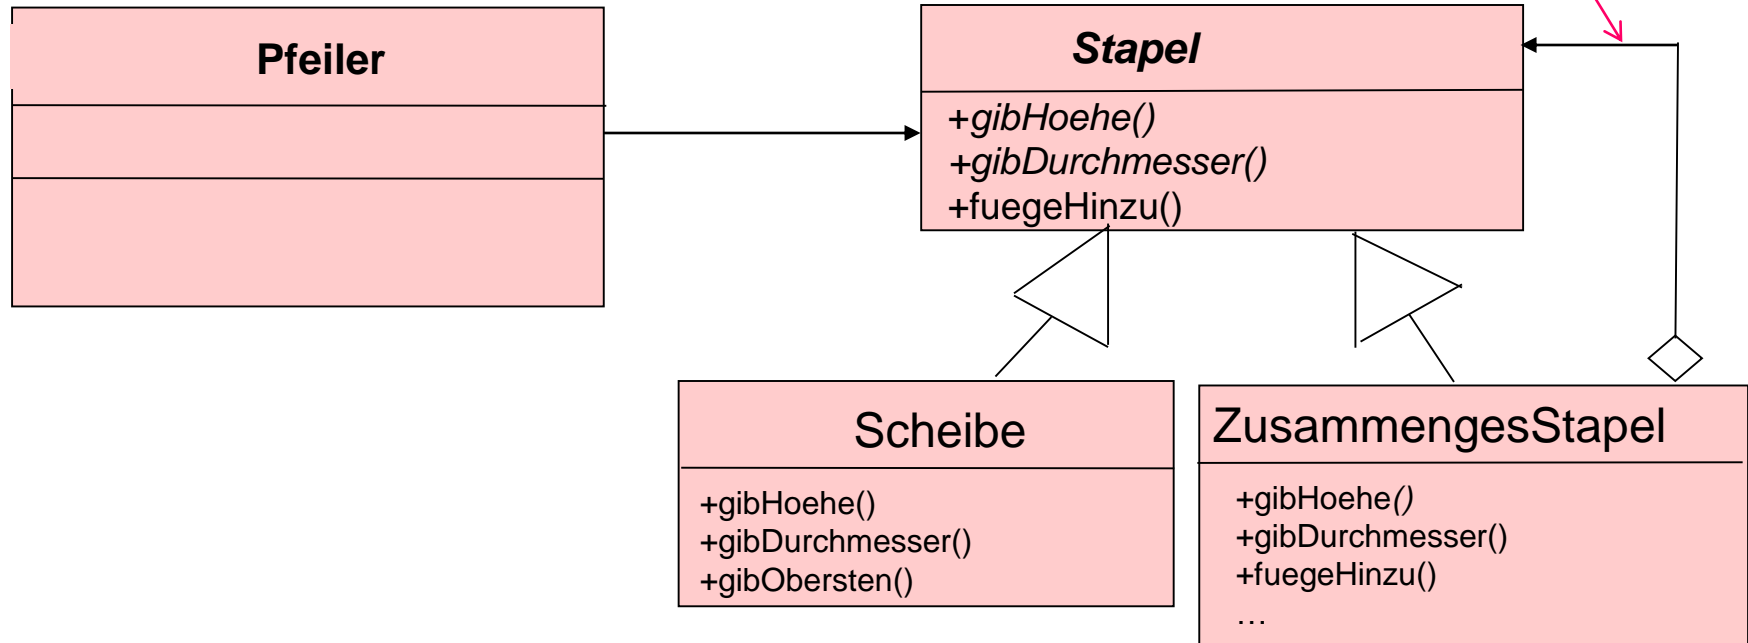 Pfeiler
Stapel
+gibHoehe()
+gibDurchmesser()
+fuegeHinzu()
Scheibe
+gibHoehe()
+gibDurchmesser()
+gibObersten()
ZusammengesStapel
+gibHoehe()
+gibDurchmesser()
+fuegeHinzu()
…